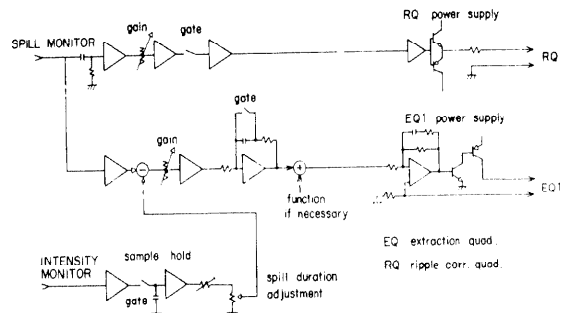 RQ power supply
gain
gate
SPILL MONITOR
RQ
gate
EQ1 power supply
gain
−
+
function
if necessary
EQ1
EQ extraction quad.
RQ ripple corr. quad.
INTENSITY
MONITOR
sample hold
gate
spill duration
adjustment